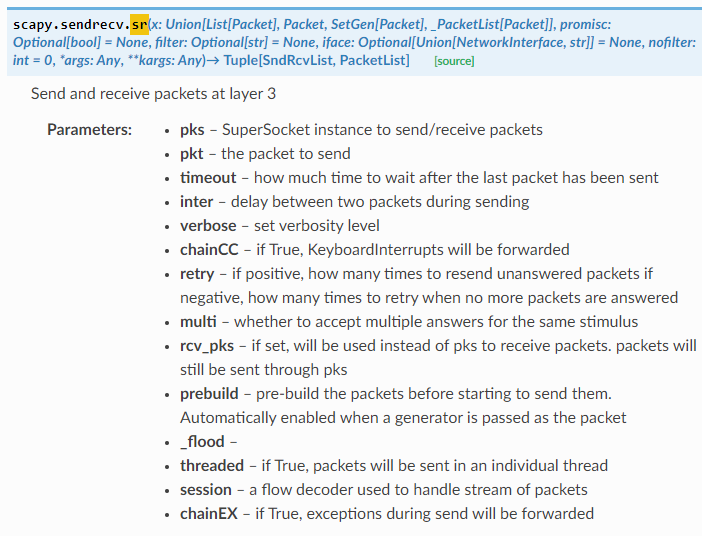 scapy.sendrecv.sr(x: Union[List[Packet], Packet, SetGen[Packet], _PacketList[Packet]], promisc:
Optional[bool] = None, filter: Optional[str] = None, iface: Optional[Union[NetworkInterface, str]] = None, nofilter:
int = 0, *args: Any, **kargs: Any)→ Tuple[SndRcvList, PacketList] [source]
Send and receive packets at layer 3
Parameters: • pks – SuperSocket instance to send/receive packets
• pkt – the packet to send
• timeout – how much time to wait after the last packet has been sent
• inter – delay between two packets during sending
• verbose – set verbosity level
• chainCC – if True, KeyboardInterrupts will be forwarded
• retry – if positive, how many times to resend unanswered packets if
negative, how many times to retry when no more packets are answered
• multi – whether to accept multiple answers for the same stimulus
• rcv_pks – if set, will be used instead of pks to receive packets. packets will
still be sent through pks
• prebuild – pre-build the packets before starting to send them.
Automatically enabled when a generator is passed as the packet
• _flood –
• threaded – if True, packets will be sent in an individual thread
• session – a flow decoder used to handle stream of packets
• chainEX – if True, exceptions during send will be forwarded